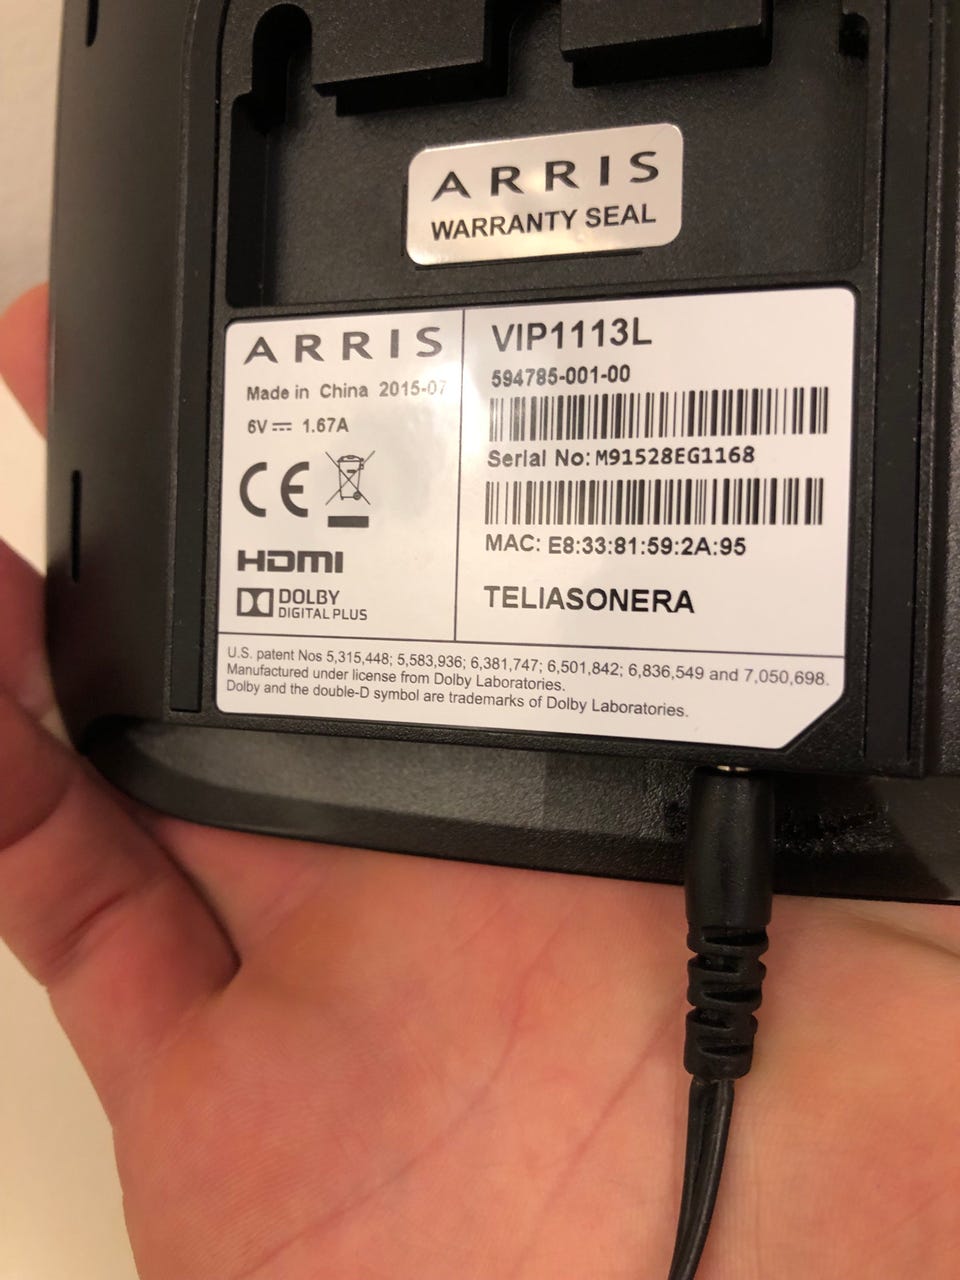 ARRIS
WARRANTY SEAL
ARRIS
Made in China 2015-07
6V ⎓ 1.67A
CE
HDMI
DOLBY
DIGITAL PLUS
VIP1113L
594785-001-00
Serial No: M91528EG1168
MAC: E8:33:81:59:2A:95
TELIASONERA
U.S. patent Nos 5,315,448; 5,583,936; 6,381,747; 6,501,842; 6,836,549 and 7,050,698.
Manufactured under license from Dolby Laboratories.
Dolby and the double-D symbol are trademarks of Dolby Laboratories.